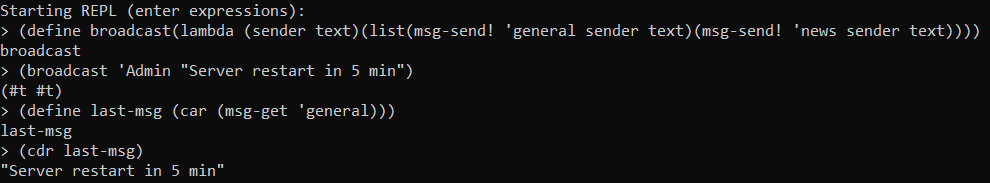 Starting REPL (enter expressions):
> (define broadcast(lambda (sender text)(list(msg-send! 'general sender text)(msg-send! 'news sender text))))
broadcast
> (broadcast 'Admin "Server restart in 5 min")
(#t #t)
> (define last-msg (car (msg-get 'general)))
last-msg
> (cdr last-msg)
"Server restart in 5 min"